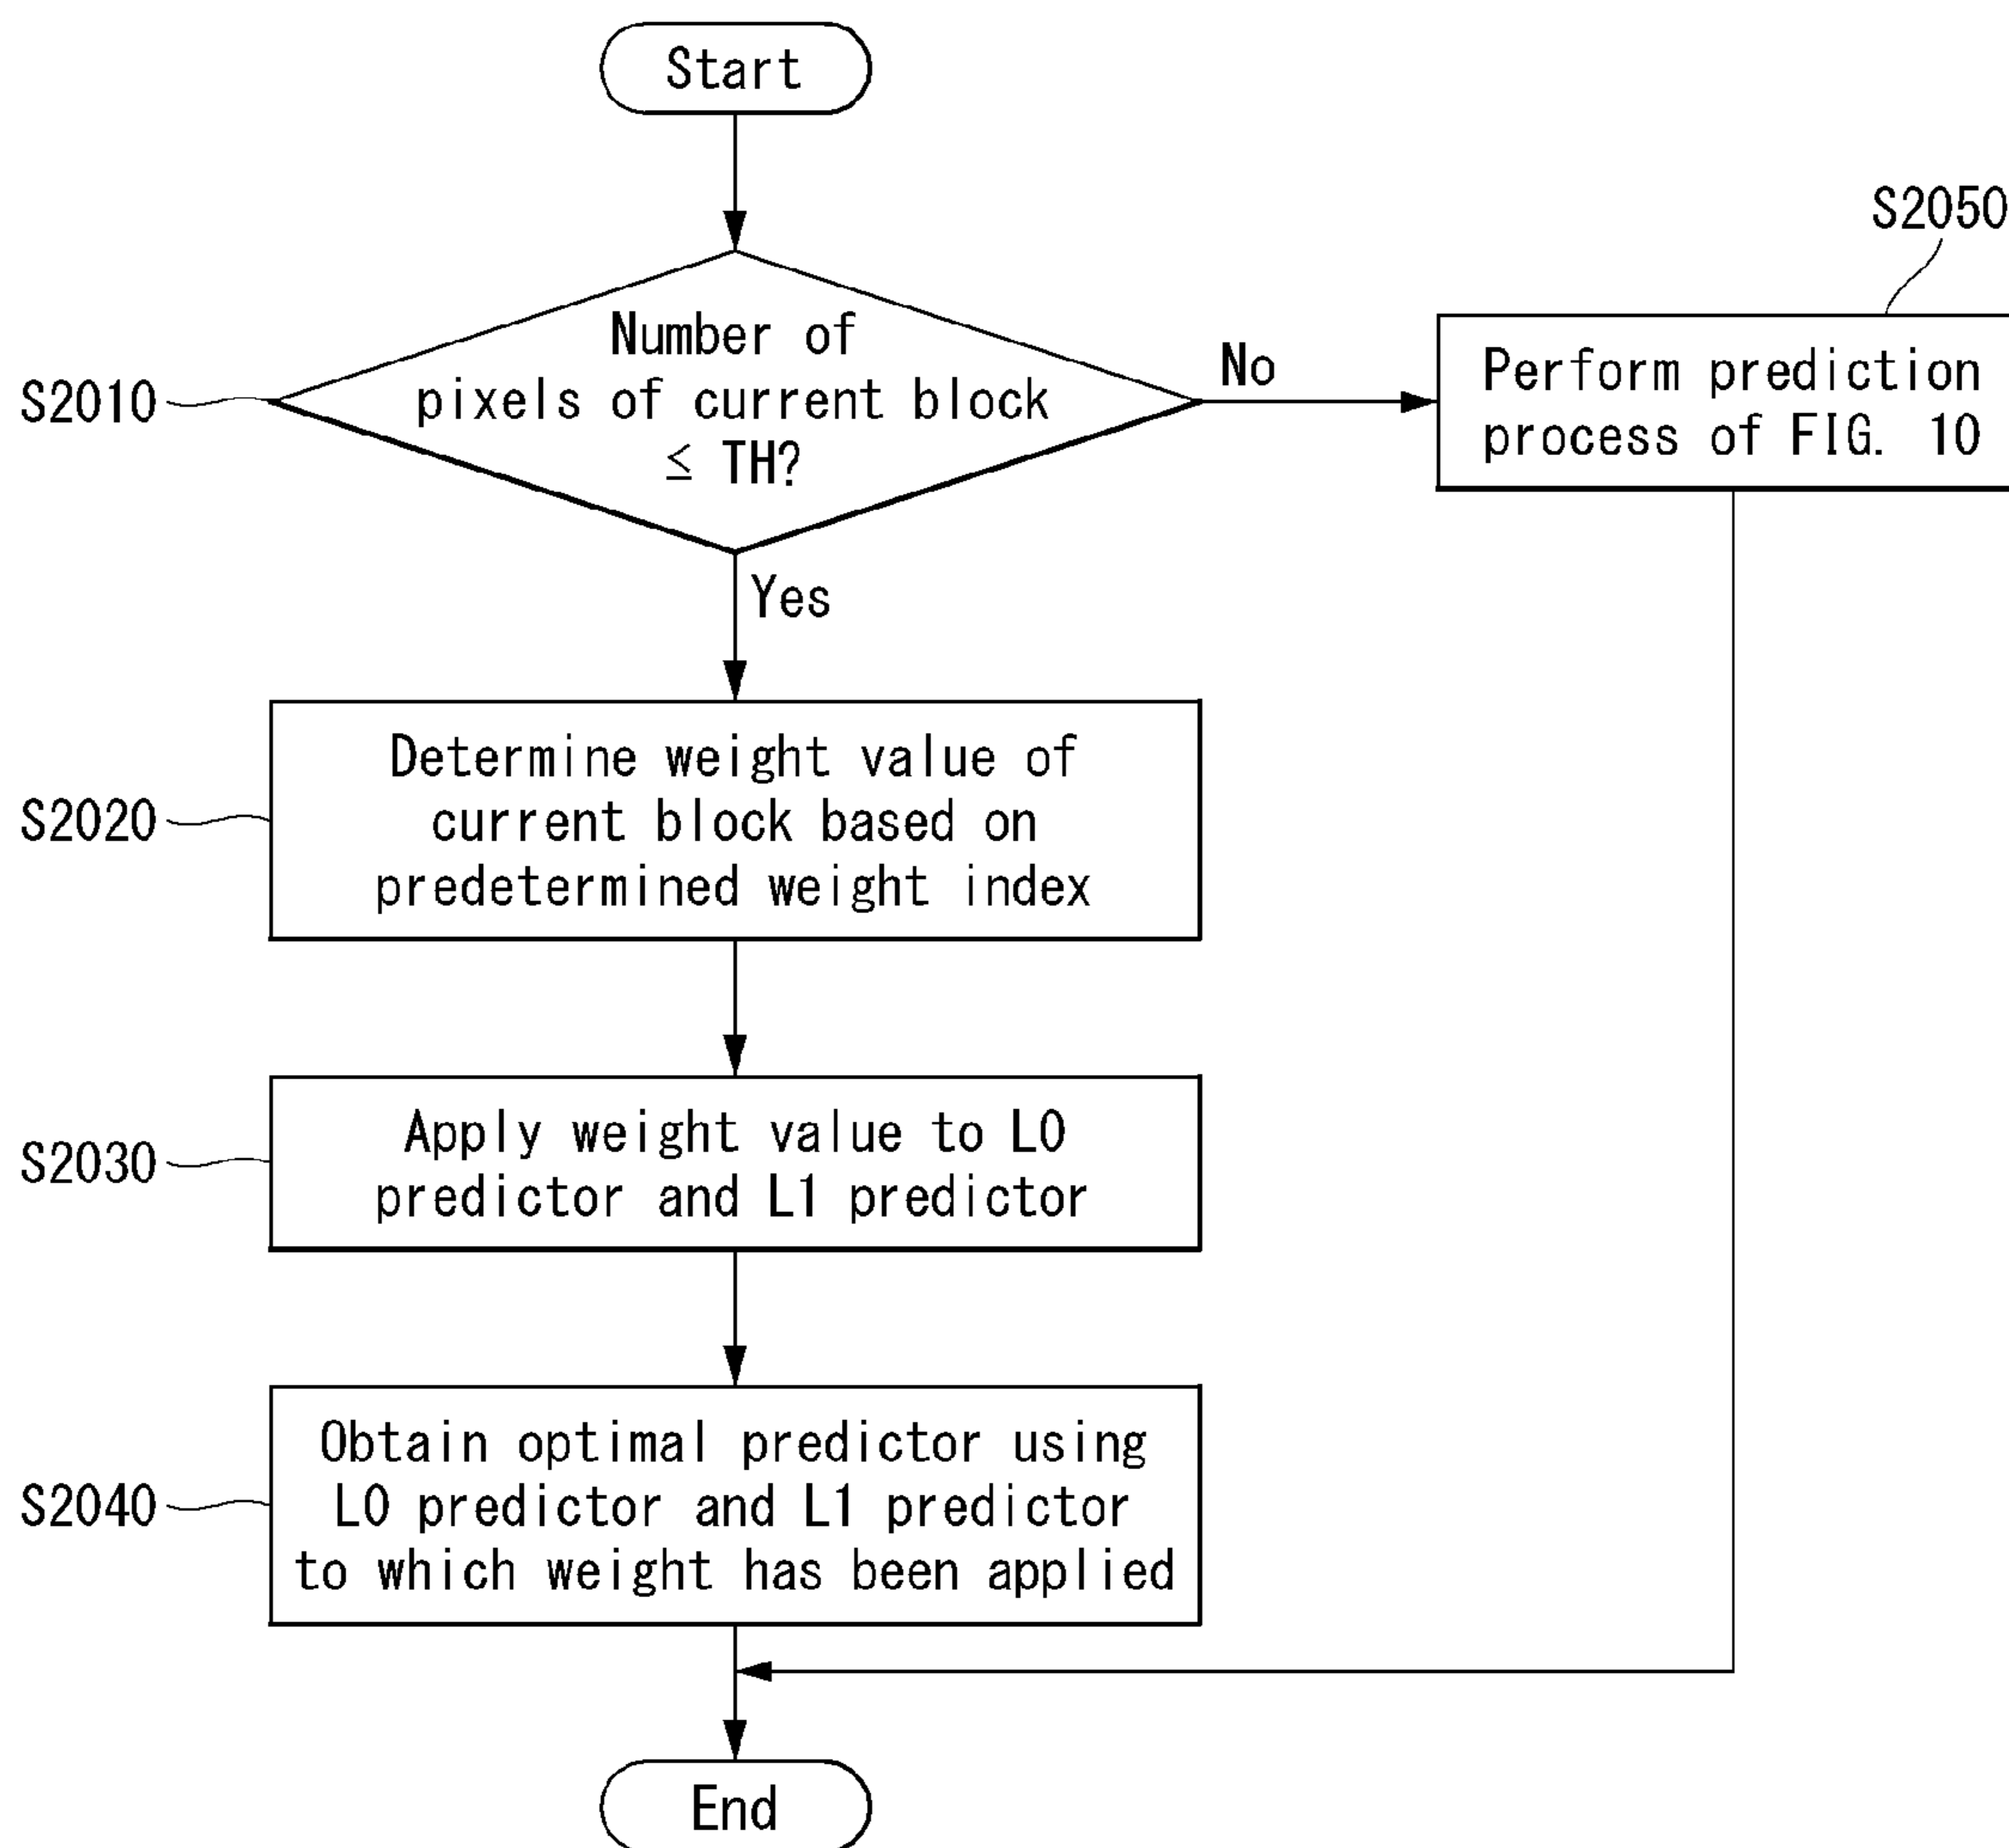 Start
S2010
Number of
pixels of current block
≤ TH?
No
S2050
Perform prediction
process of FIG. 10
Yes
S2020
Determine weight value of
current block based on
predetermined weight index
S2030
Apply weight value to L0
predictor and L1 predictor
S2040
Obtain optimal predictor using
L0 predictor and L1 predictor
to which weight has been applied
End